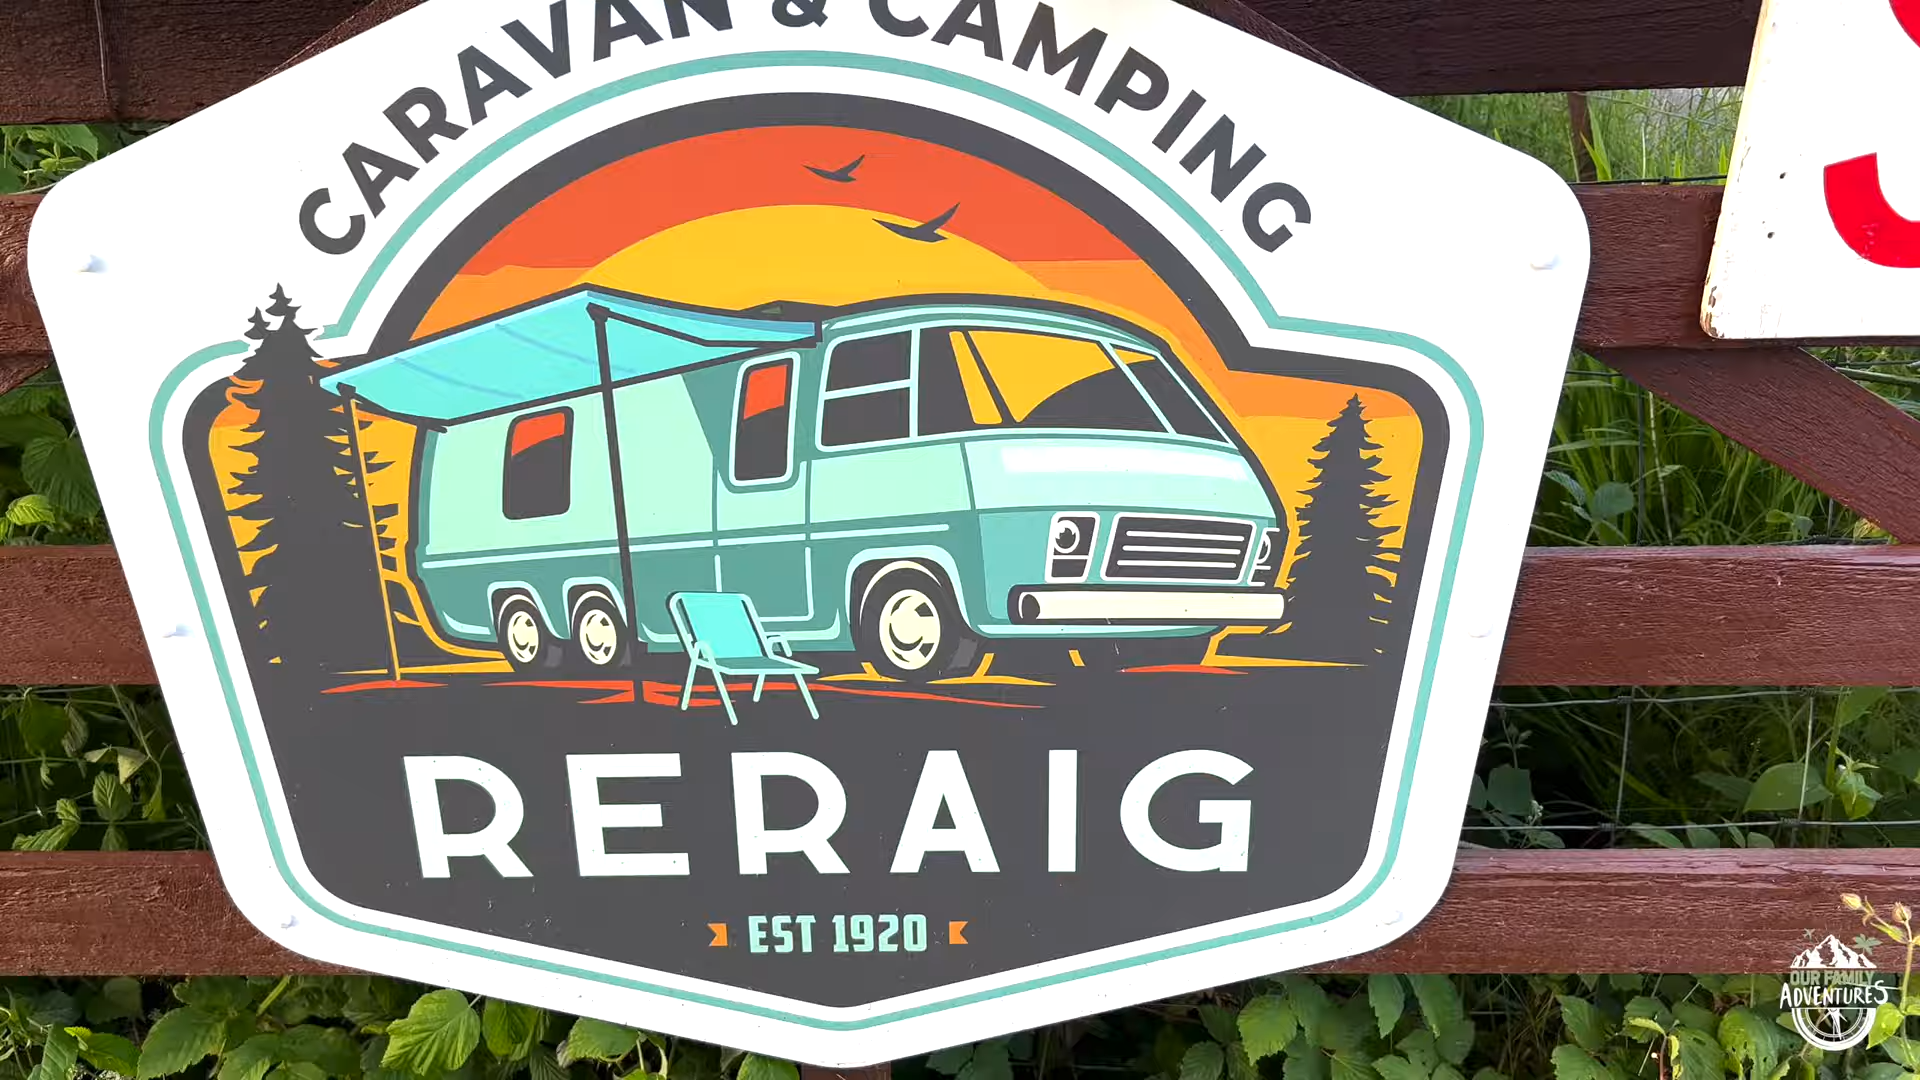 CARAVAN & CAMPING
RERAIG
EST 1920
OUR FAMILY
ADVENTURES